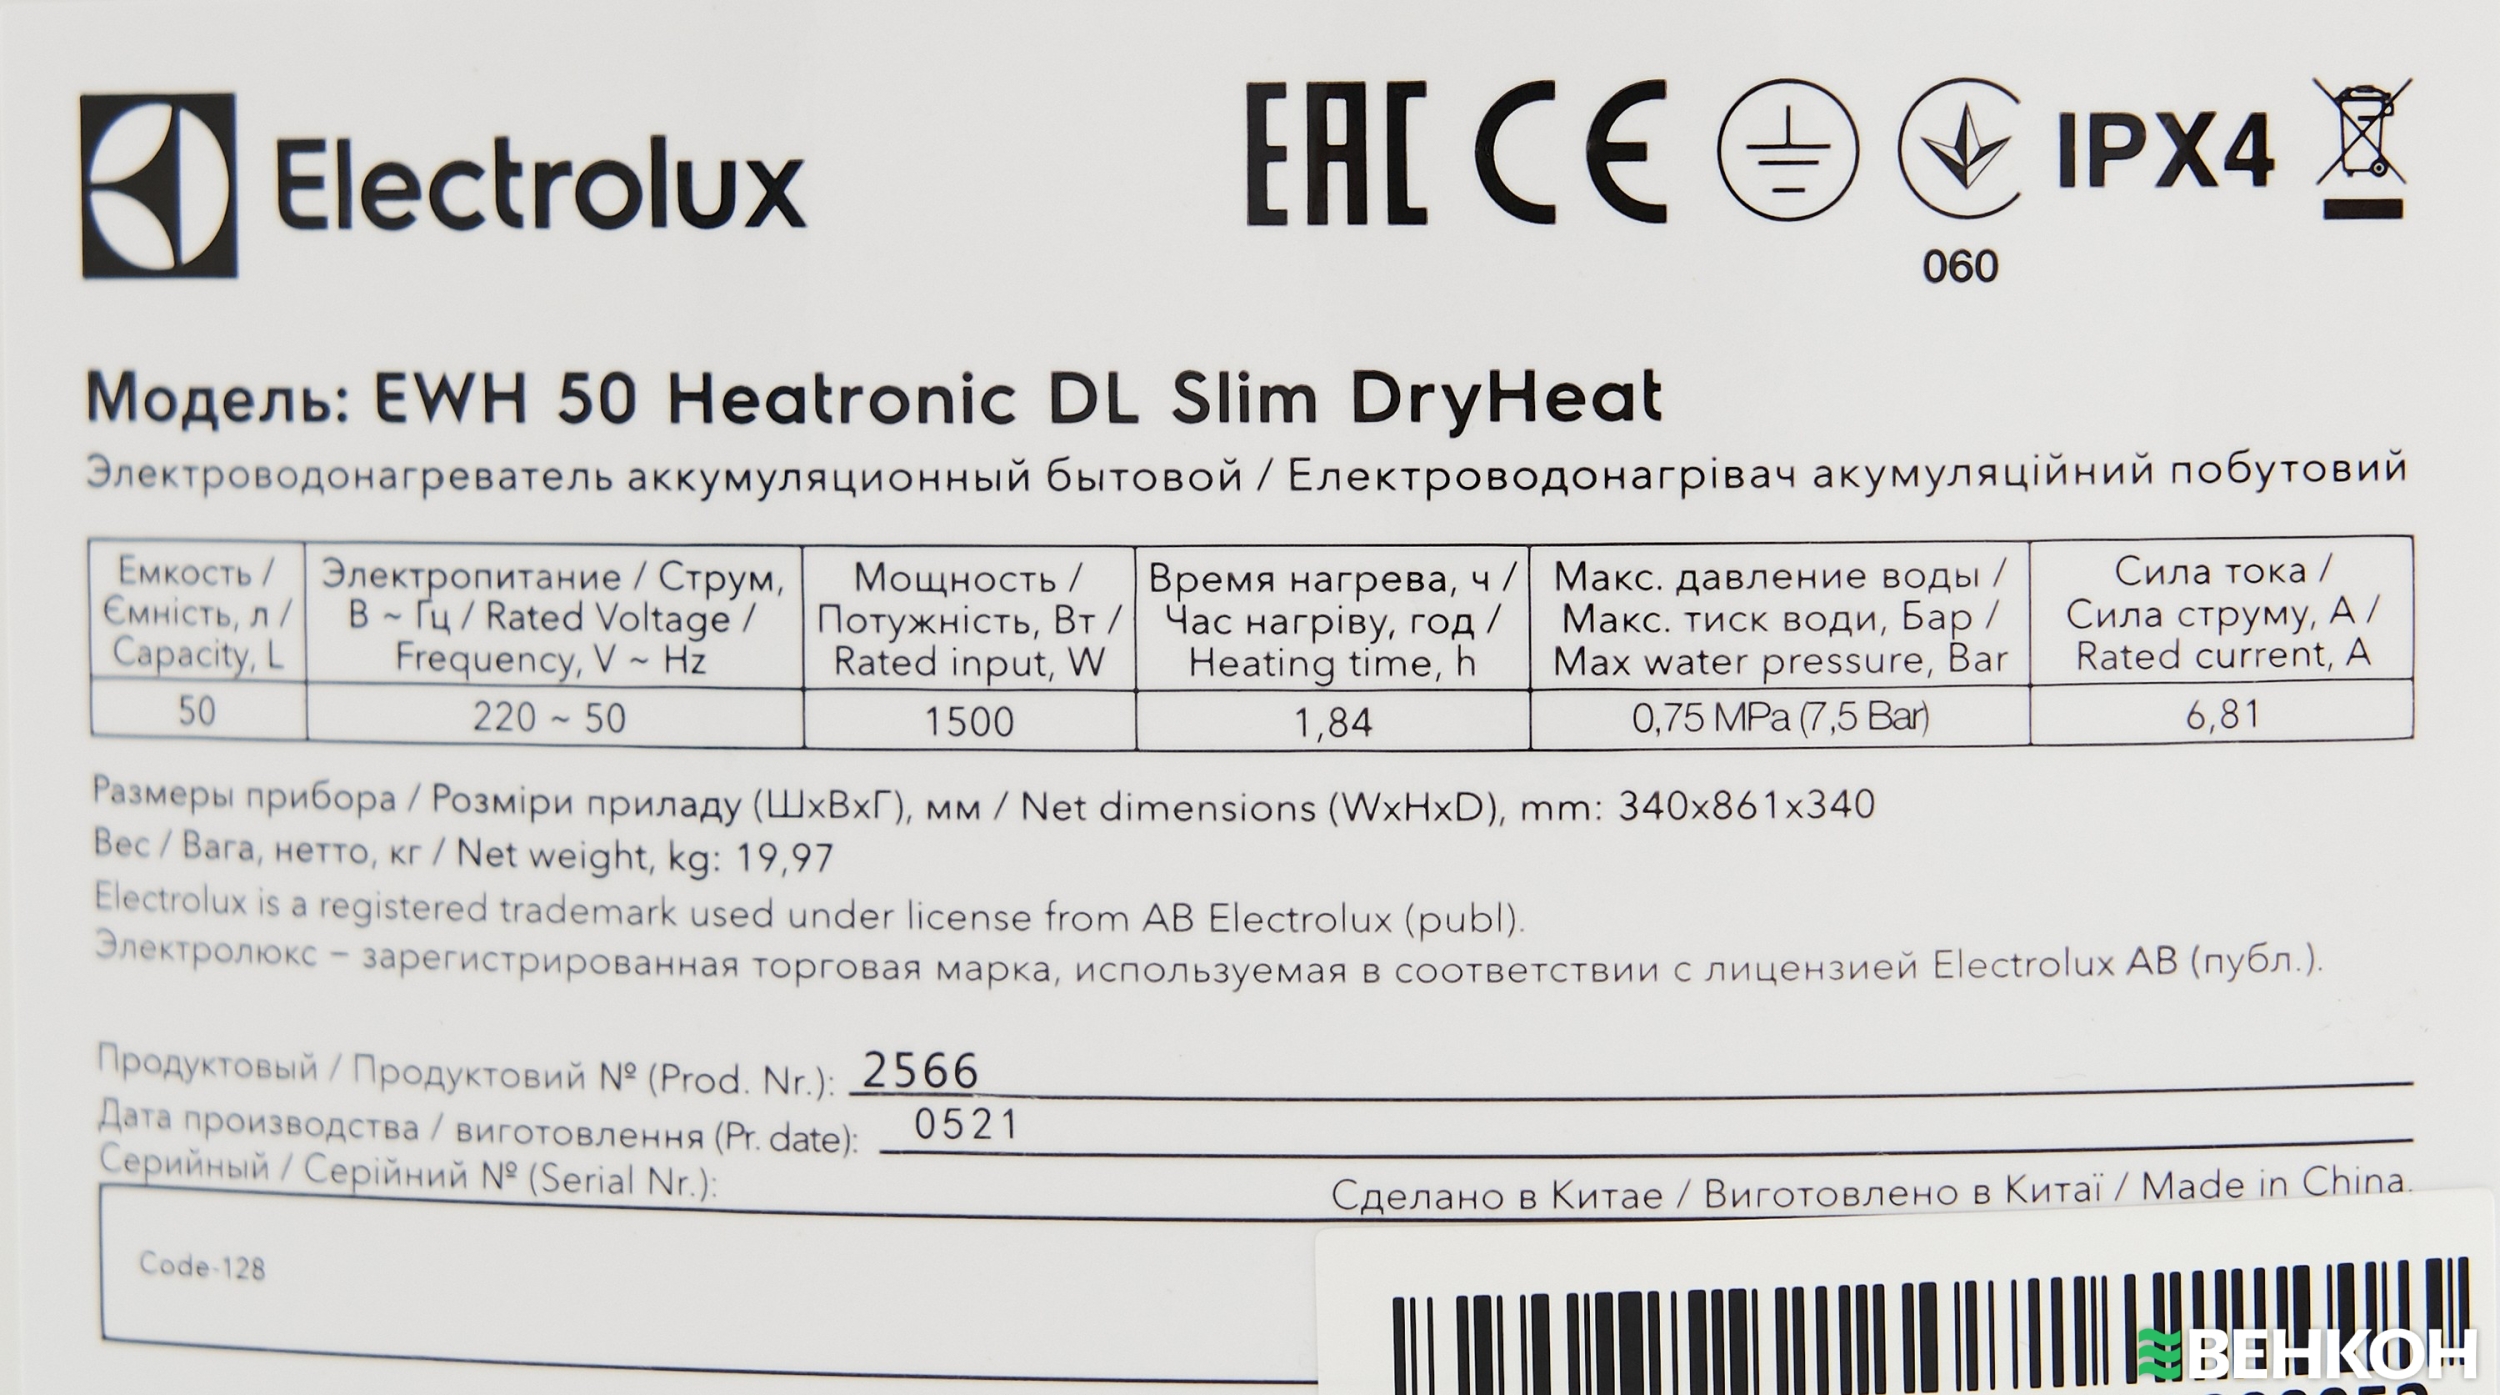 Electrolux
EAC CE IPX4
060
Модель: EWH 50 Heatronic DL Slim DryHeat
Электроводонагреватель аккумуляционный бытовой / Електроводонагрівач акумуляційний побутовий
Емкость /
Ємність, л /
Capacity, L
Электропитание / Струм,
В ~ Гц / Rated Voltage /
Frequency, V ~ Hz
Мощность /
Потужність, Вт /
Rated input, W
Время нагрева, ч /
Час нагріву, год /
Heating time, h
Макс. давление воды /
Макс. тиск води, Бар /
Max water pressure, Bar
Сила тока /
Сила струму, А /
Rated current, A
50
220 ~ 50
1500
1,84
0,75 MPa (7,5 Bar)
6,81
Размеры прибора / Розміри приладу (ШхВхГ), мм / Net dimensions (WxHxD), mm: 340x861x340
Вес / Вага, нетто, кг / Net weight, kg: 19,97
Electrolux is a registered trademark used under license from AB Electrolux (publ).
Электролюкс – зарегистрированная торговая марка, используемая в соответствии с лицензией Electrolux AB (публ.).
Продуктовый / Продуктовий № (Prod. Nr.): 2566
Дата производства / виготовлення (Pr. date): 0521
Серийный / Серійний № (Serial Nr.):
Сделано в Китае / Виготовлено в Китаї / Made in China.
Code-128
ВЕНКОН